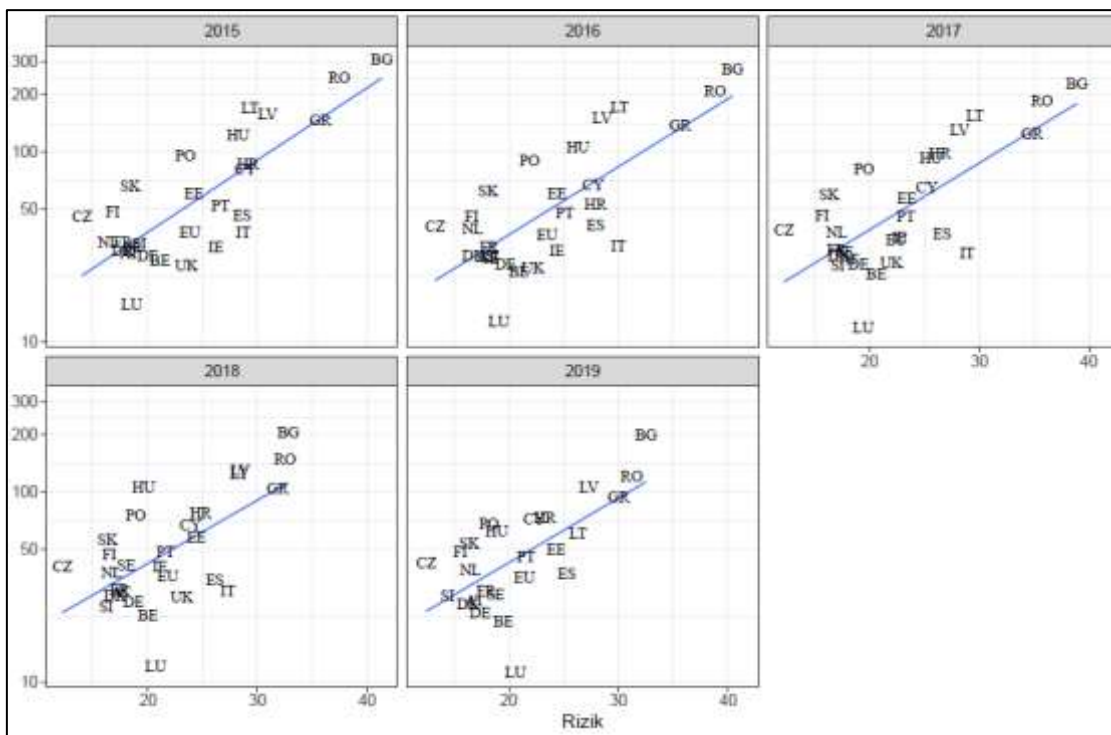 2015 2016 2017
300
200
100
50
10
BG
RO
LT
LV
GR
HU
HR
PO
SK
EE
PT
FI
CZ
ES
IT
EU
IE
DE
BE
UK
LU
BG
RO
LT
LV
GR
HU
PO
CY
SK
EE
HR
PT
FI
CZ
NL
ES
EU
IT
IE
DE
UK
LU
BG
RO
LT
LV
GR
HR
HU
PO
CY
SK
EE
FI
PT
CZ
NL
ES
IT
UK
DE
SI
BE
LU
20 30 40
2018 2019
300
200
100
50
10
BG
RO
LV
HU
GR
PO
HR
CY
SK
EE
FI
PT
CZ
SE
IE
NL
EU
ES
IT
UK
DE
SI
BE
LU
BG
RO
LV
GR
PO
HR
CY
HU
LT
SK
FI
EE
PT
CZ
NL
EU
ES
SI
SE
DE
BE
LU
20 30 40
20 30 40
Rizik